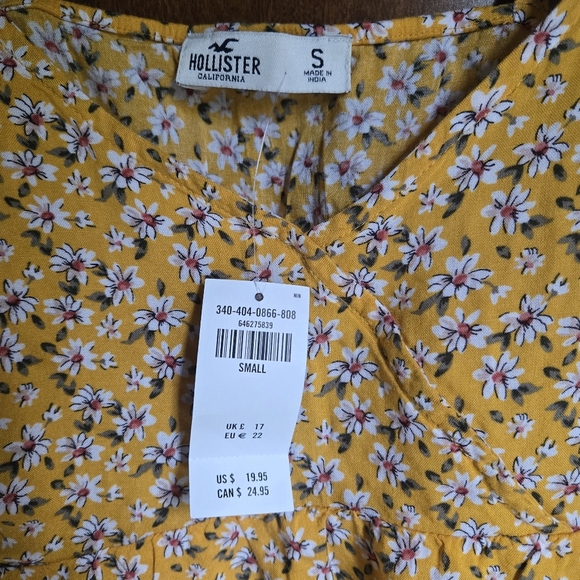 HOLLISTER
CALIFORNIA
S
MADE IN
INDIA
340-404-0866-808
646275839
SMALL
UK £ 17
EU € 22
US $ 19.95
CAN $ 24.95